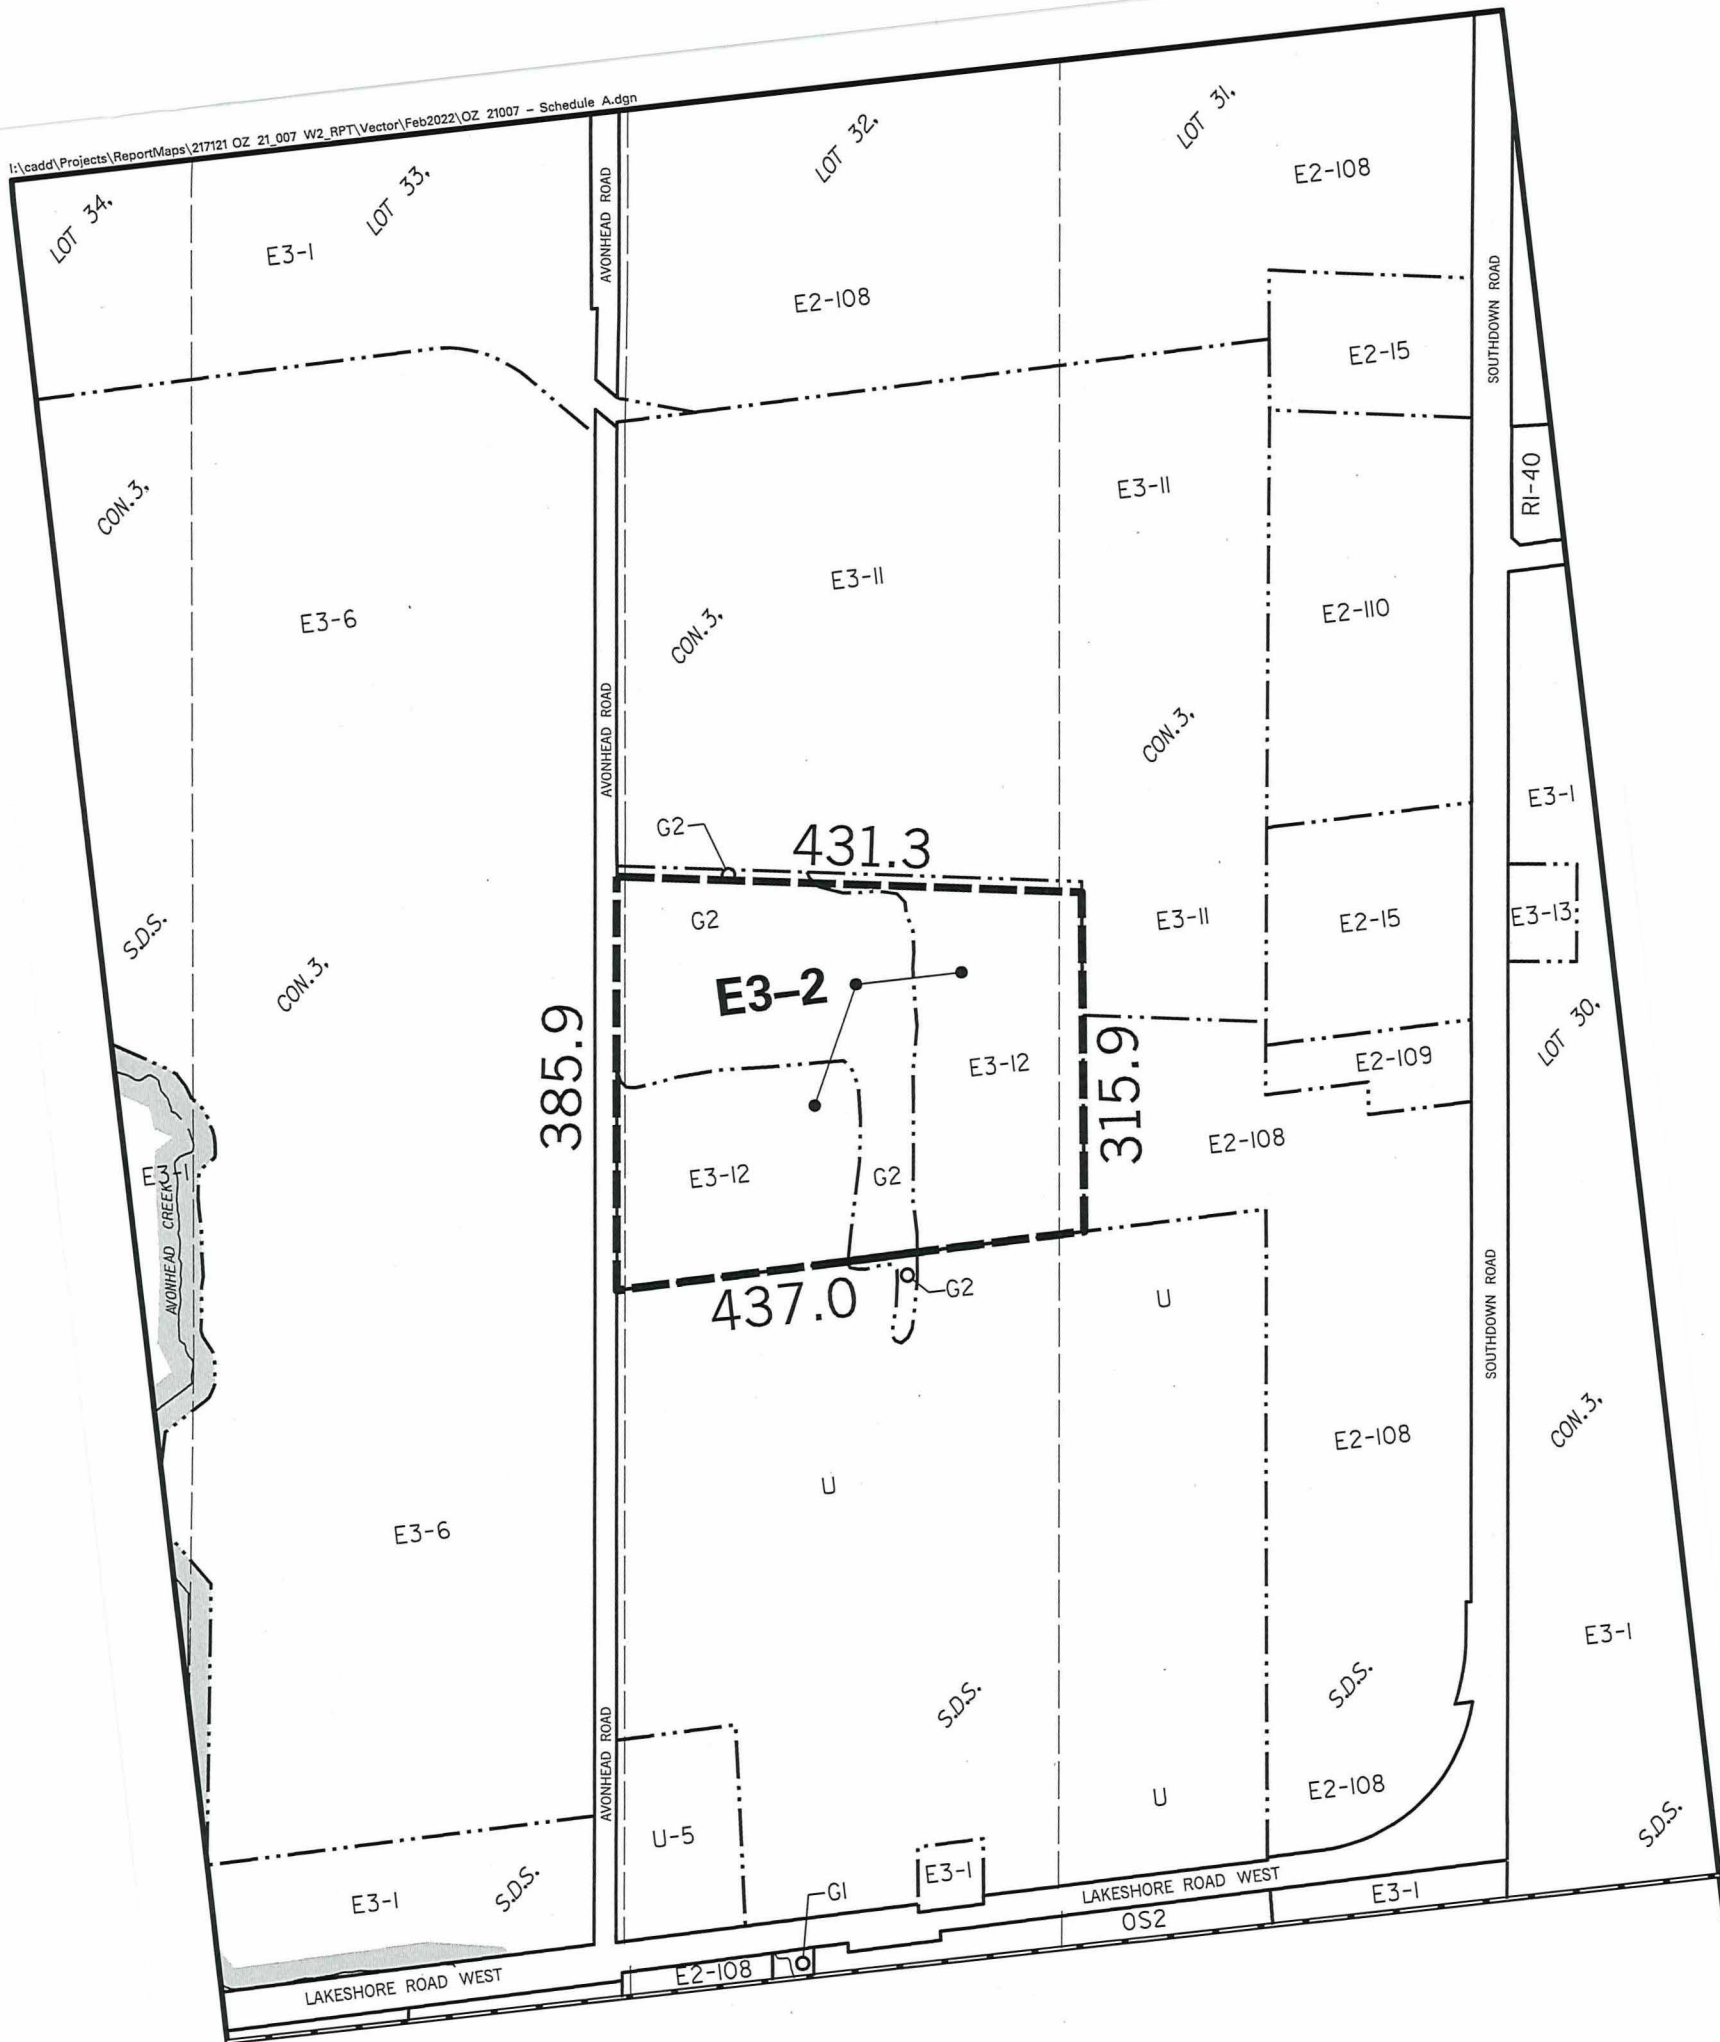 I:\cadd\Projects\ReportMaps\217121 OZ 21_007 W2_RPT\Vector\Feb2022\OZ 21007 – Schedule A.dgn
LOT 34,
LOT 33,
LOT 32,
LOT 31,
E3-1
AVONHEAD ROAD
E2-108
E2-108
SOUTHDOWN ROAD
E2-15
CON.3,
E3-6
E3-11
E3-11
R1-40
CON.3,
E2-110
AVONHEAD ROAD
CON.3,
E3-1
G2
431.3
S.D.S.
G2
E3-11
E2-15
E3-13
CON.3,
E3–2
LOT 30,
385.9
E3-12
315.9
E2-109
E3-1
E3-12
G2
E2-108
AVONHEAD CREEK
437.0
G2
U
SOUTHDOWN ROAD
CON.3,
E2-108
U
E3-6
E3-1
S.D.S.
S.D.S.
AVONHEAD ROAD
U
E2-108
S.D.S.
U-5
E3-1
E3-1
S.D.S.
G1
LAKESHORE ROAD WEST
E3-1
OS2
E2-108
LAKESHORE ROAD WEST